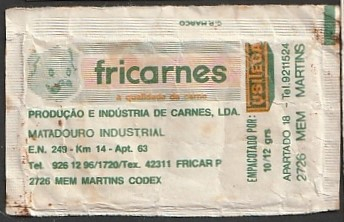 G.R. MARCO
fricarnes
a qualidade da carne
PRODUÇÃO E INDÚSTRIA DE CARNES, LDA.
MATADOURO INDUSTRIAL
E.N. 249 - Km 14 - Apt. 63
Tel. 926 12 96/1720/Tex. 42311 FRICAR P
2726 MEM MARTINS CODEX
EMPACOTADO POR:
10/12 grs
APARTADO 18 - Tel. 9211524
2726 MEM MARTINS